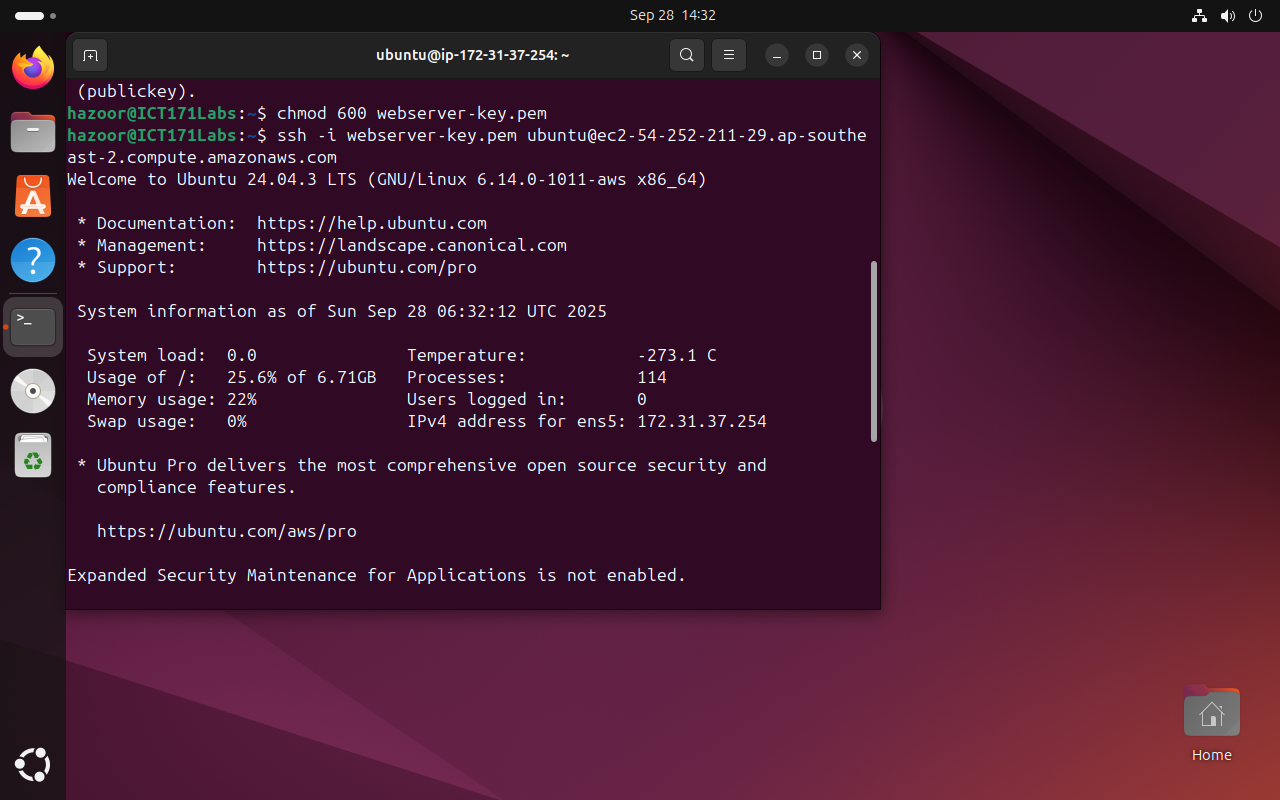 Sep 28 14:32
ubuntu@ip-172-31-37-254: ~
(publickey).
hazoor@ICT171Labs:~$ chmod 600 webserver-key.pem
hazoor@ICT171Labs:~$ ssh -i webserver-key.pem ubuntu@ec2-54-252-211-29.ap-southe
ast-2.compute.amazonaws.com
Welcome to Ubuntu 24.04.3 LTS (GNU/Linux 6.14.0-1011-aws x86_64)
* Documentation: https://help.ubuntu.com
* Management: https://landscape.canonical.com
* Support: https://ubuntu.com/pro
System information as of Sun Sep 28 06:32:12 UTC 2025
System load: 0.0 Temperature: -273.1 C
Usage of /: 25.6% of 6.71GB Processes: 114
Memory usage: 22% Users logged in: 0
Swap usage: 0% IPv4 address for ens5: 172.31.37.254
* Ubuntu Pro delivers the most comprehensive open source security and
compliance features.
https://ubuntu.com/aws/pro
Expanded Security Maintenance for Applications is not enabled.
Home